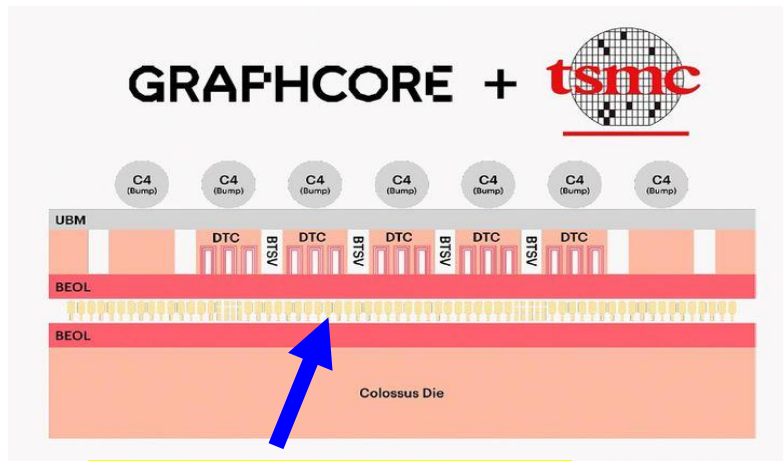 GRAPHCORE + tsmc
C4 C4 C4 C4 C4 C4 C4
(Bump) (Bump) (Bump) (Bump) (Bump) (Bump) (Bump)
UBM
DTC BTSV DTC BTSV DTC BTSV DTC BTSV DTC
BEOL
BEOL
Colossus Die